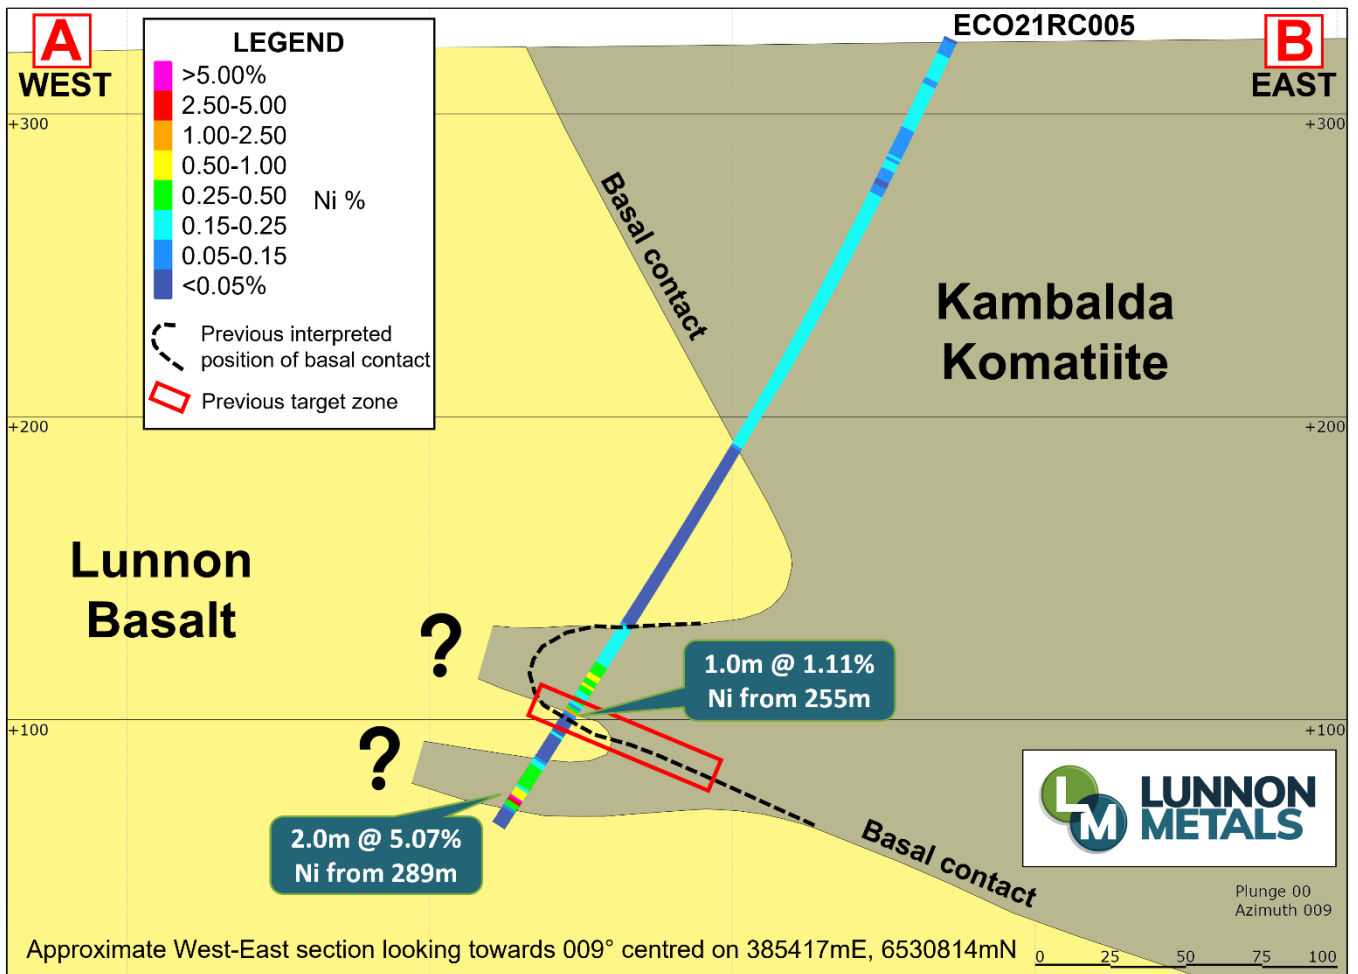 A
WEST
LEGEND
>5.00%
2.50-5.00
1.00-2.50
0.50-1.00
0.25-0.50
0.15-0.25
0.05-0.15
<0.05%
Ni %
Previous interpreted
position of basal contact
Previous target zone
ECO21RC005
B
EAST
+300
+300
Basal contact
Kambalda
Komatiite
+200
+200
Lunnon
Basalt
?
1.0m @ 1.11%
Ni from 255m
+100
+100
?
2.0m @ 5.07%
Ni from 289m
Basal contact
LM
LUNNON
METALS
Plunge 00
Azimuth 009
Approximate West-East section looking towards 009° centred on 385417mE, 6530814mN
0 25 50 75 100